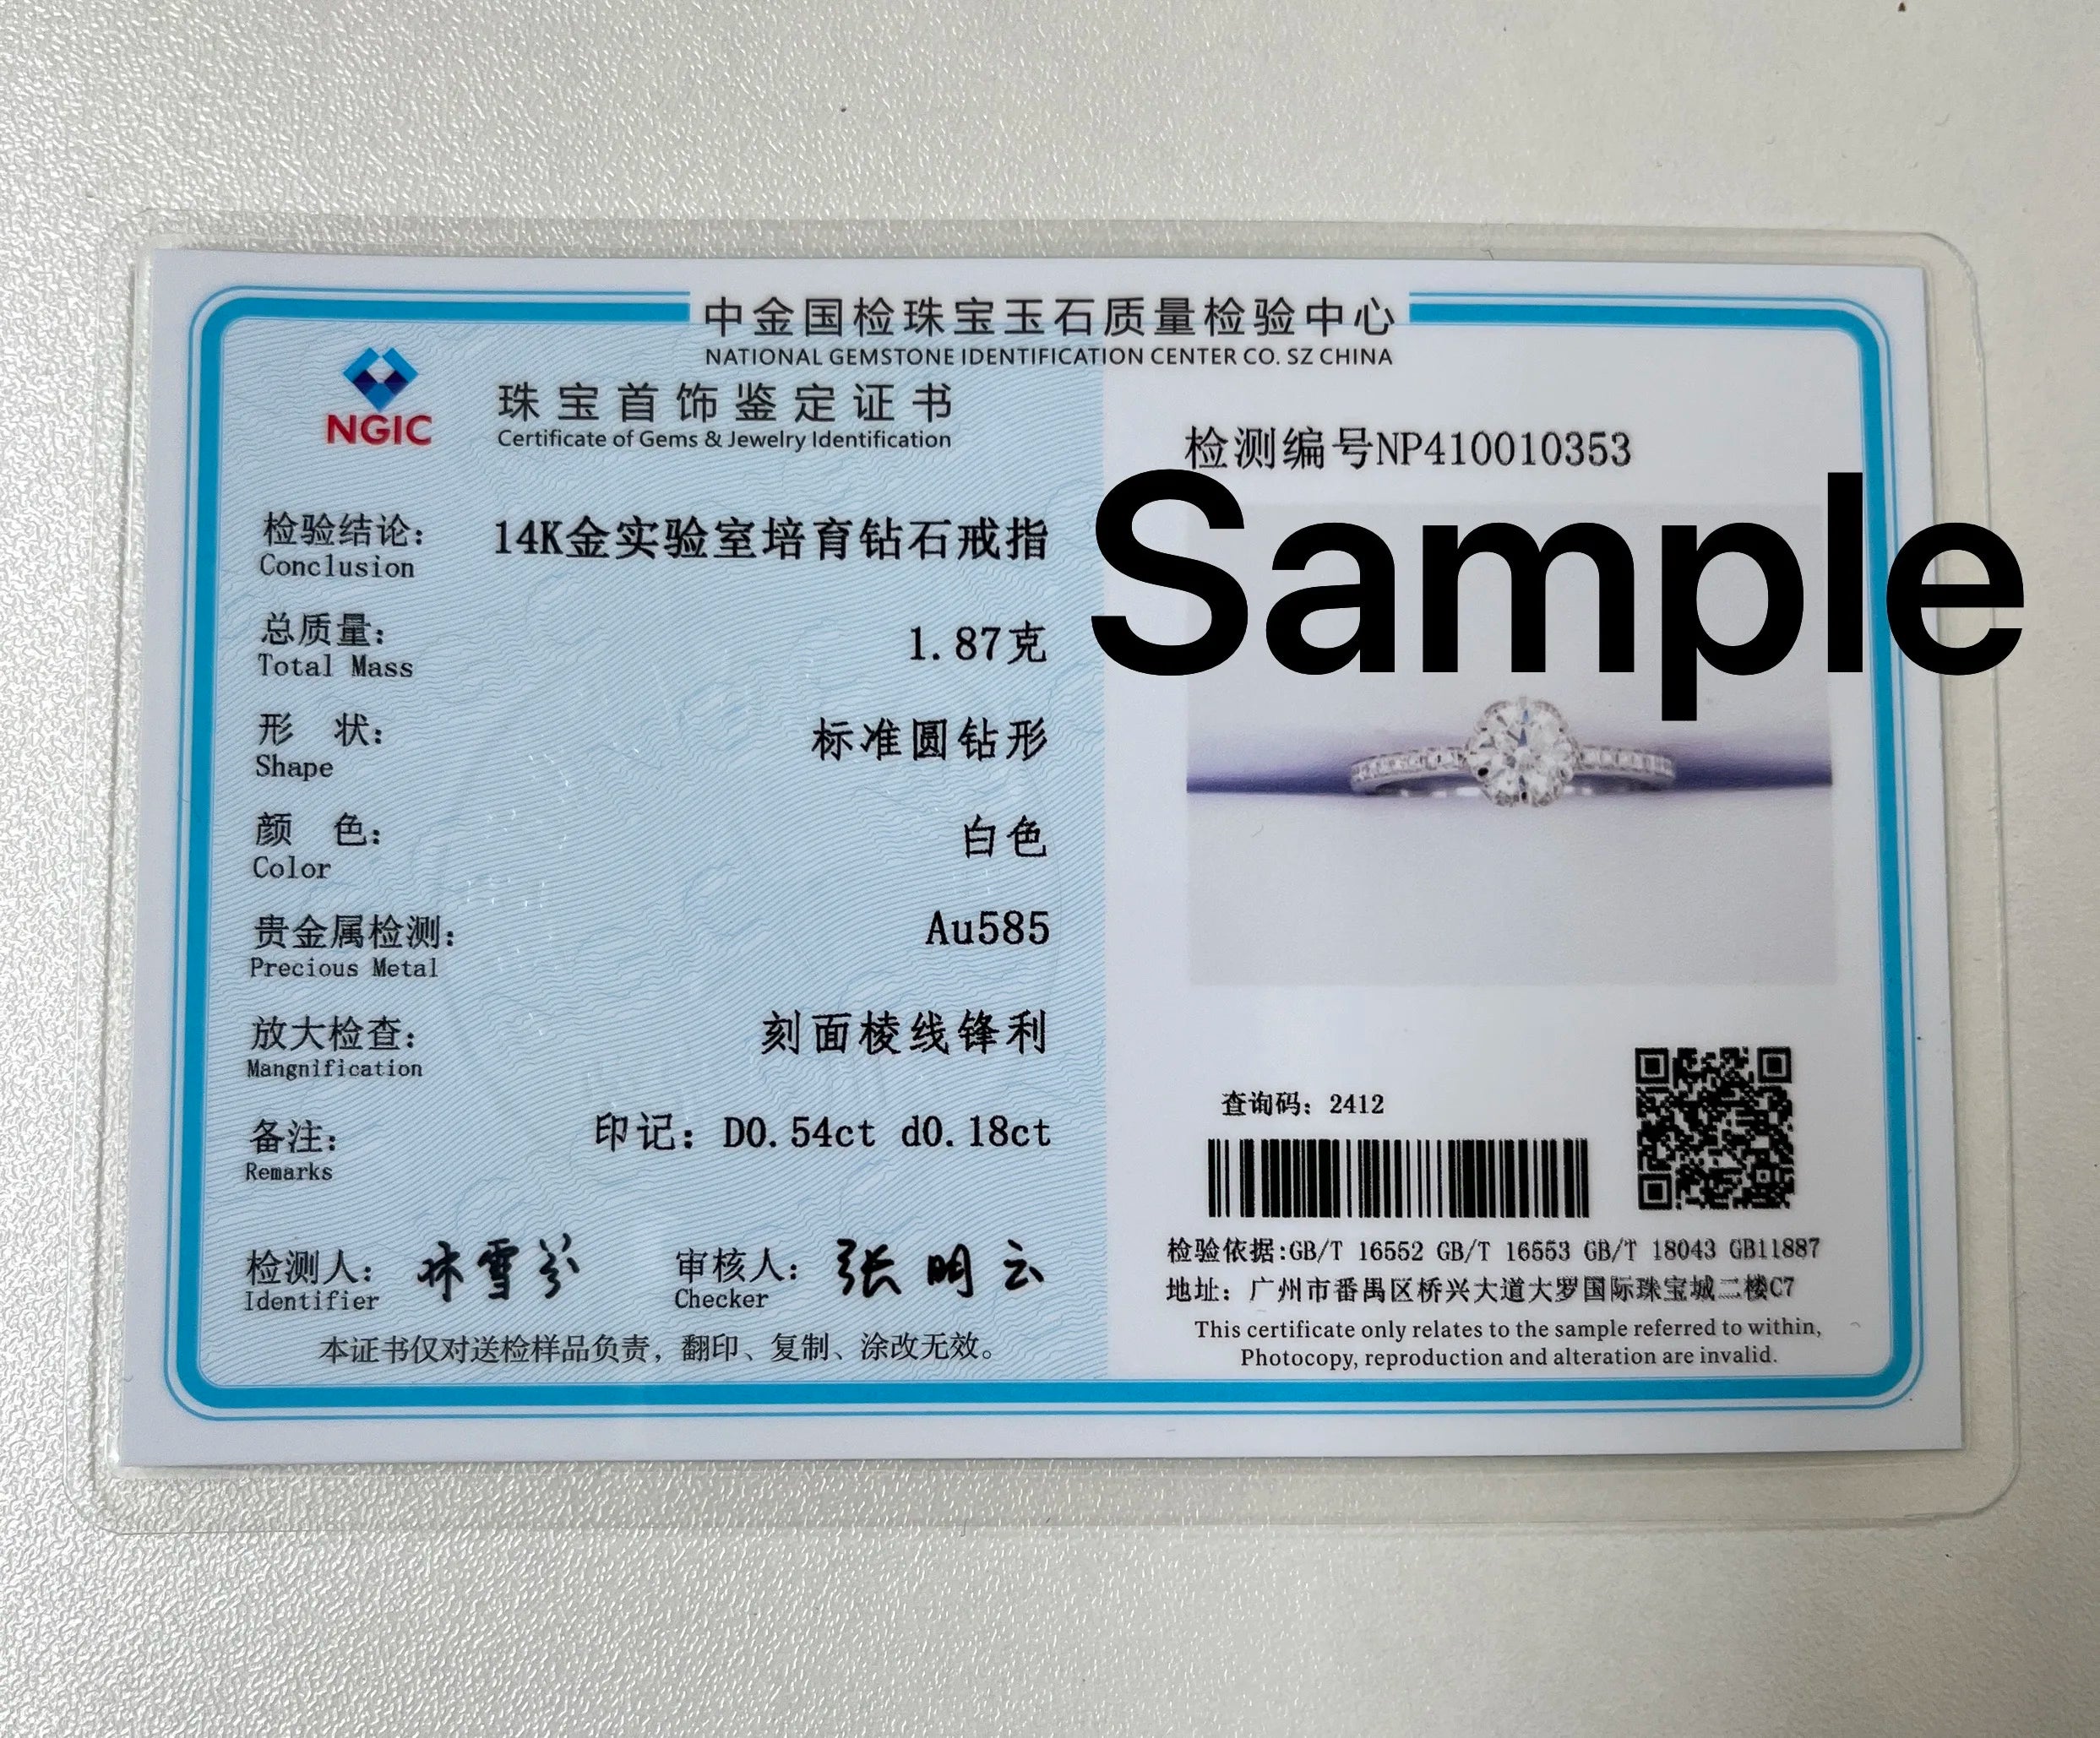 中金国检珠宝玉石质量检验中心
NATIONAL GEMSTONE IDENTIFICATION CENTER CO. SZ CHINA
NGIC
珠宝首饰鉴定证书
Certificate of Gems & Jewelry Identification
检测编号NP410010353
Sample
检验结论: 14K金实验室培育钻石戒指
Conclusion
总质量: 1.87克
Total Mass
形 状: 标准圆钻形
Shape
颜 色: 白色
Color
贵金属检测: Au585
Precious Metal
放大检查: 刻面棱线锋利
Mangnification
备注: 印记: D0.54ct d0.18ct
Remarks
检测人: 林雪芬 审核人: 张明云
Identifier Checker
本证书仅对送检样品负责，翻印、复制、涂改无效。
查询码: 2412
检验依据:GB/T 16552 GB/T 16553 GB/T 18043 GB11887
地址: 广州市番禺区桥兴大道大罗国际珠宝城二楼C7
This certificate only relates to the sample referred to within,
Photocopy, reproduction and alteration are invalid.